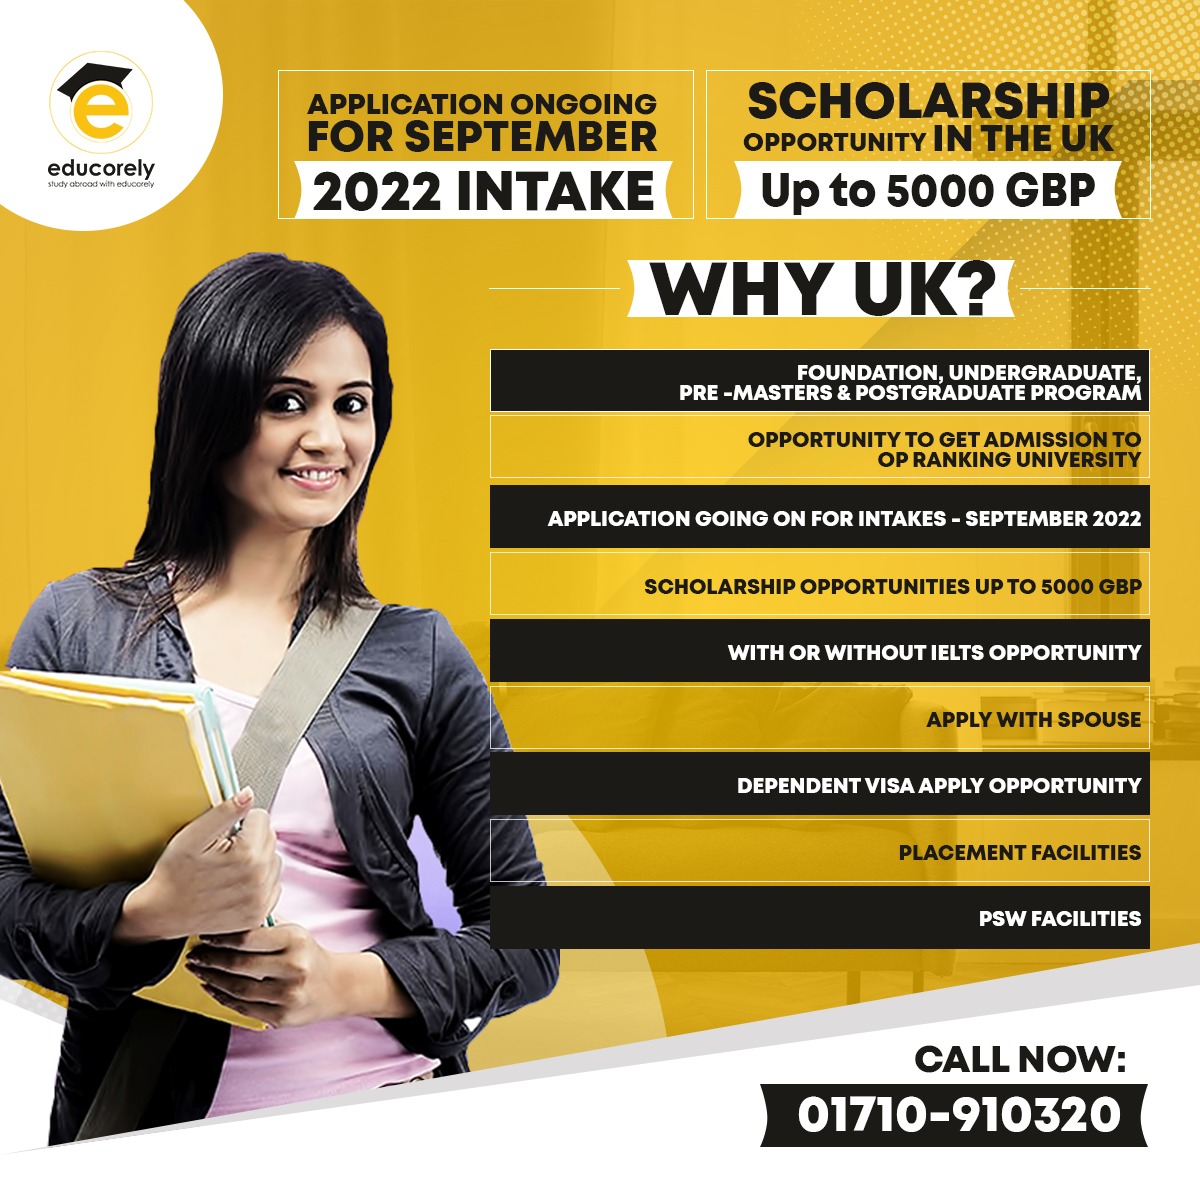 educorely
study abroad with educorely
APPLICATION ONGOING
FOR SEPTEMBER
2022 INTAKE
SCHOLARSHIP
OPPORTUNITY IN THE UK
Up to 5000 GBP
WHY UK?
FOUNDATION, UNDERGRADUATE,
PRE -MASTERS & POSTGRADUATE PROGRAM
OPPORTUNITY TO GET ADMISSION TO
OP RANKING UNIVERSITY
APPLICATION GOING ON FOR INTAKES - SEPTEMBER 2022
SCHOLARSHIP OPPORTUNITIES UP TO 5000 GBP
WITH OR WITHOUT IELTS OPPORTUNITY
APPLY WITH SPOUSE
DEPENDENT VISA APPLY OPPORTUNITY
PLACEMENT FACILITIES
PSW FACILITIES
CALL NOW:
01710-910320